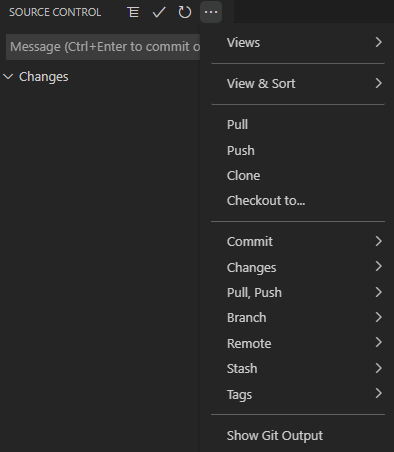 SOURCE CONTROL
Message (Ctrl+Enter to commit o
Changes
Views
View & Sort
Pull
Push
Clone
Checkout to...
Commit
Changes
Pull, Push
Branch
Remote
Stash
Tags
Show Git Output